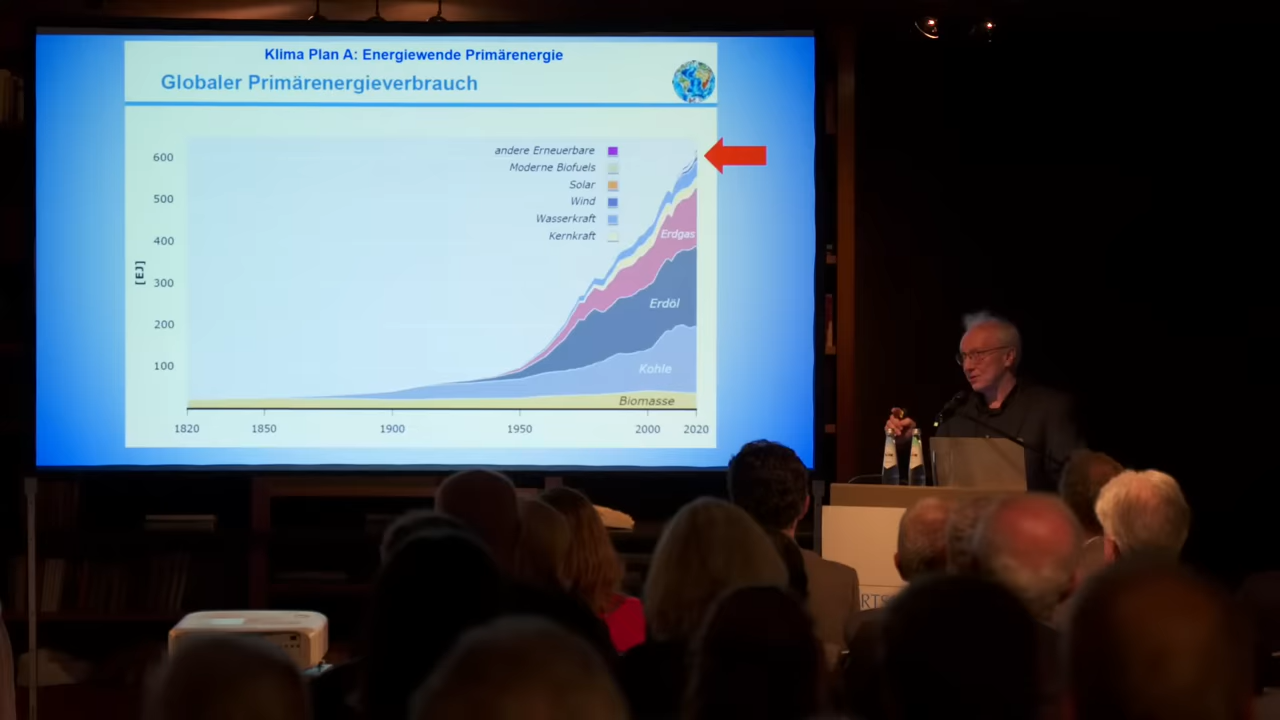 Klima Plan A: Energiewende Primärenergie
Globaler Primärenergieverbrauch
600
500
400
300
200
100
[EJ]
andere Erneuerbare
Moderne Biofuels
Solar
Wind
Wasserkraft
Kernkraft
Erdgas
Erdöl
Kohle
Biomasse
1820 1850 1900 1950 2000 2020
RTS